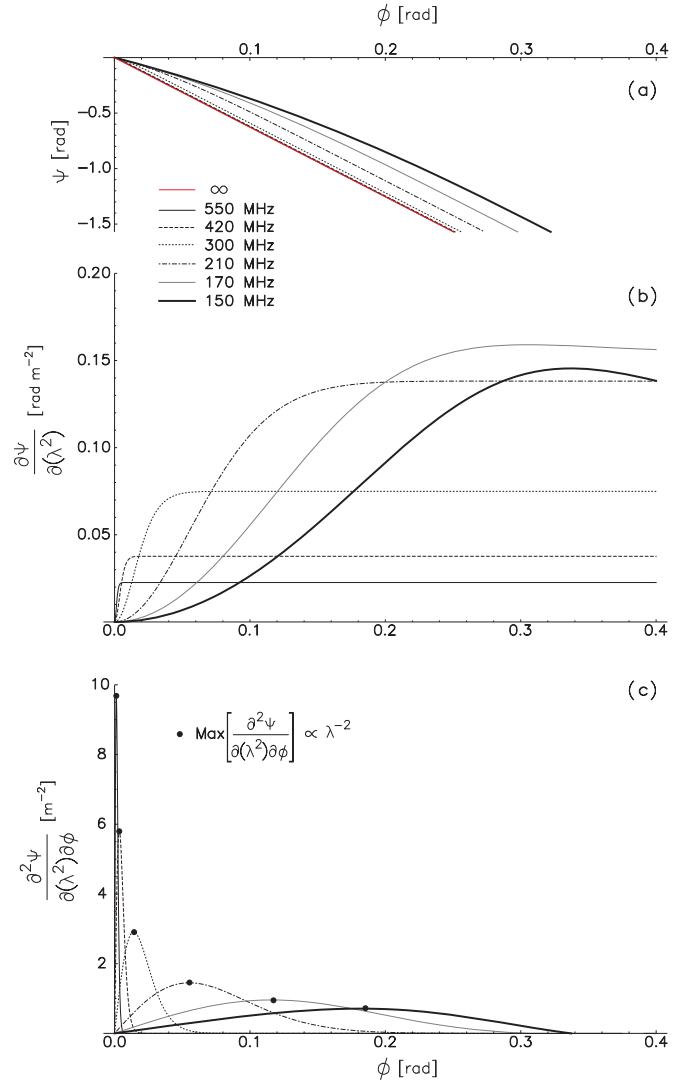 ϕ [rad]
0.1 0.2 0.3 0.4
(a)
−0.5
−1.0
−1.5
ψ [rad]
∞
550 MHz
420 MHz
300 MHz
210 MHz
170 MHz
150 MHz
(b)
0.20
0.15
0.10
0.05
∂ψ/∂(λ²) [rad m⁻²]
0.0 0.1 0.2 0.3 0.4
(c)
10
8
6
4
2
Max[∂²ψ/∂(λ²)∂ϕ] ∝ λ⁻²
∂²ψ/∂(λ²)∂ϕ [m⁻²]
0.0 0.1 0.2 0.3 0.4
ϕ [rad]